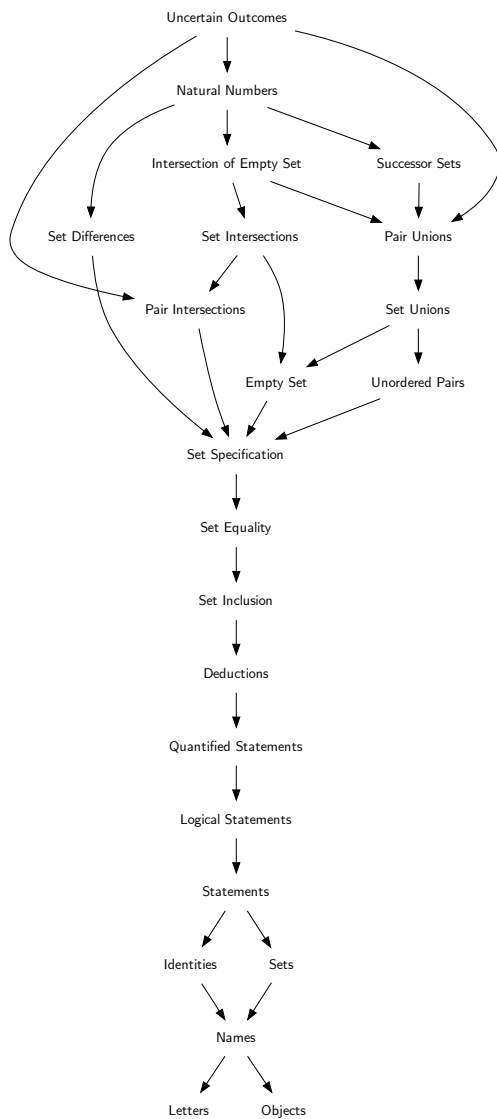 Uncertain Outcomes
Natural Numbers
Intersection of Empty Set
Successor Sets
Set Differences
Set Intersections
Pair Unions
Pair Intersections
Set Unions
Empty Set
Unordered Pairs
Set Specification
Set Equality
Set Inclusion
Deductions
Quantified Statements
Logical Statements
Statements
Identities
Sets
Names
Letters
Objects